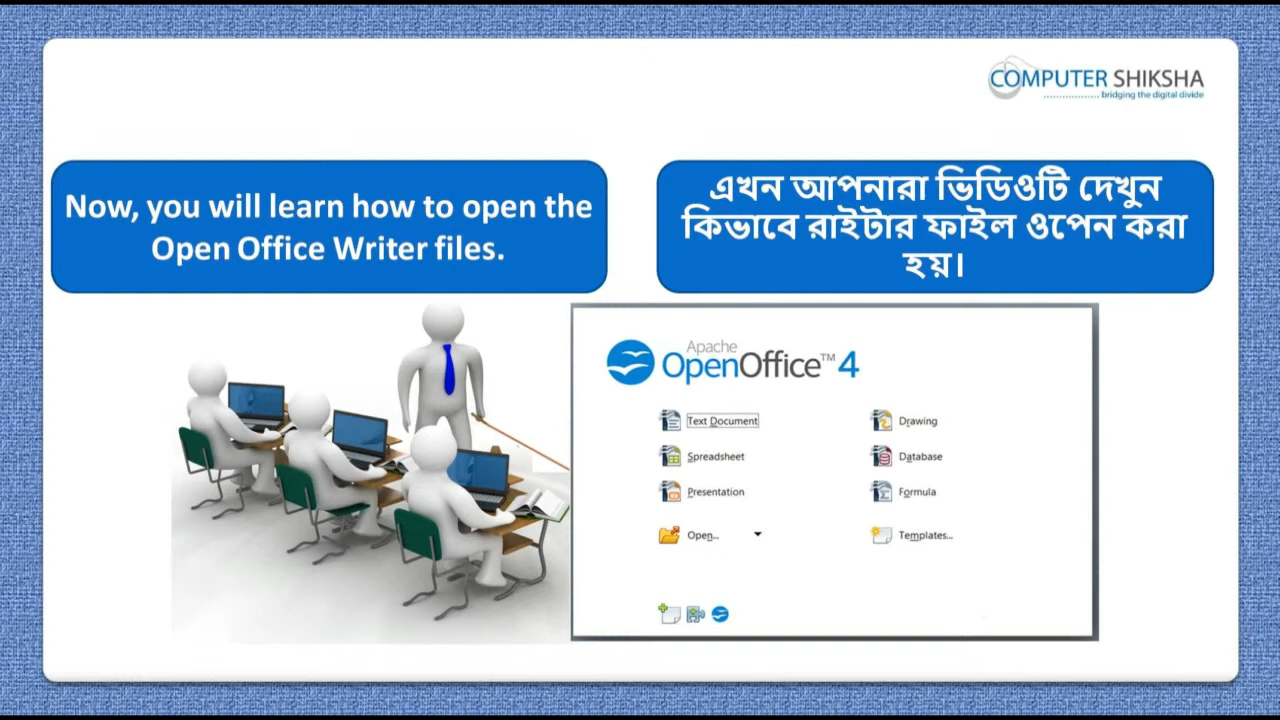 COMPUTER SHIKSHA
bridging the digital divide
Now, you will learn how to open the
Open Office Writer files.
এখন আপনারা ভিডিওটি দেখুন
কিভাবে রাইটার ফাইল ওপেন করা
হয়।
Apache
OpenOffice™ 4
Text Document
Drawing
Spreadsheet
Database
Presentation
Formula
Open...
Templates...